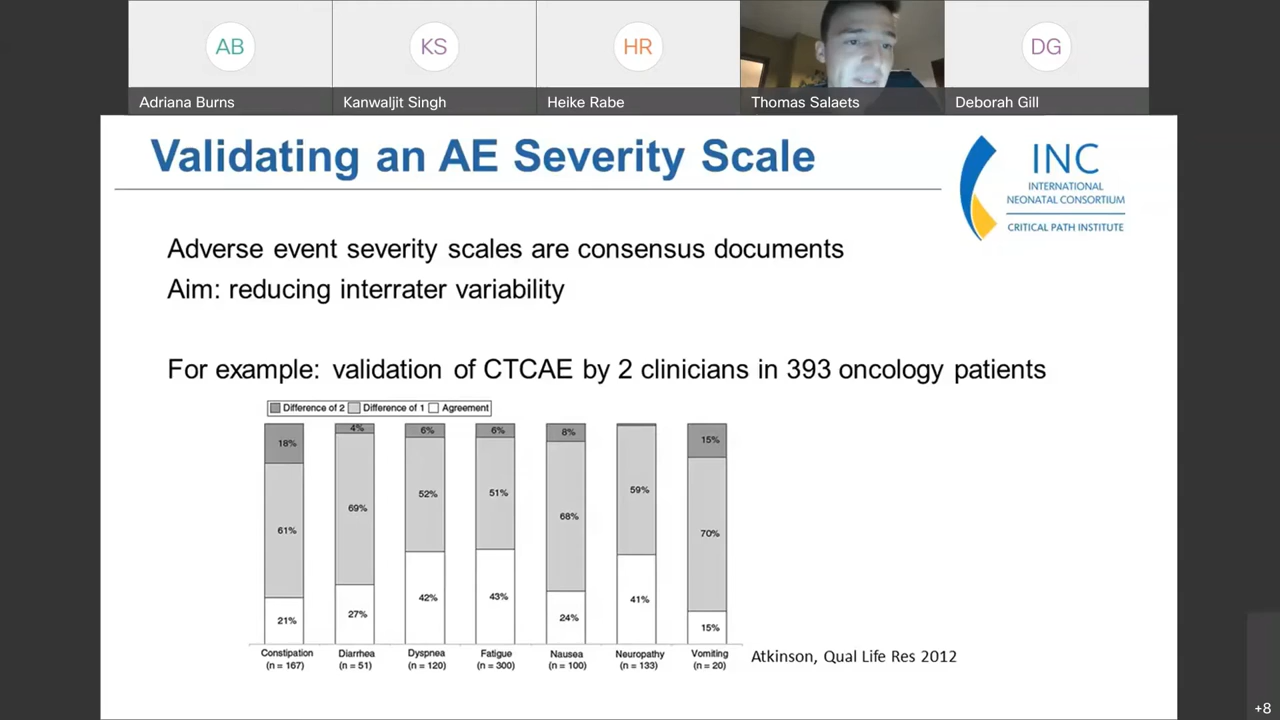 AB
KS
HR
DG
Adriana Burns
Kanwaljit Singh
Heike Rabe
Thomas Salaets
Deborah Gill
Validating an AE Severity Scale
INC
INTERNATIONAL
NEONATAL CONSORTIUM
CRITICAL PATH INSTITUTE
Adverse event severity scales are consensus documents
Aim: reducing interrater variability
For example: validation of CTCAE by 2 clinicians in 393 oncology patients
Difference of 2 Difference of 1 Agreement
18% 4% 6% 6% 8% 15%
61% 69% 52% 51% 68% 59% 70%
21% 27% 42% 43% 24% 41% 15%
Constipation Diarrhea Dyspnea Fatigue Nausea Neuropathy Vomiting
(n = 167) (n = 51) (n = 120) (n = 300) (n = 100) (n = 133) (n = 20)
Atkinson, Qual Life Res 2012
+8